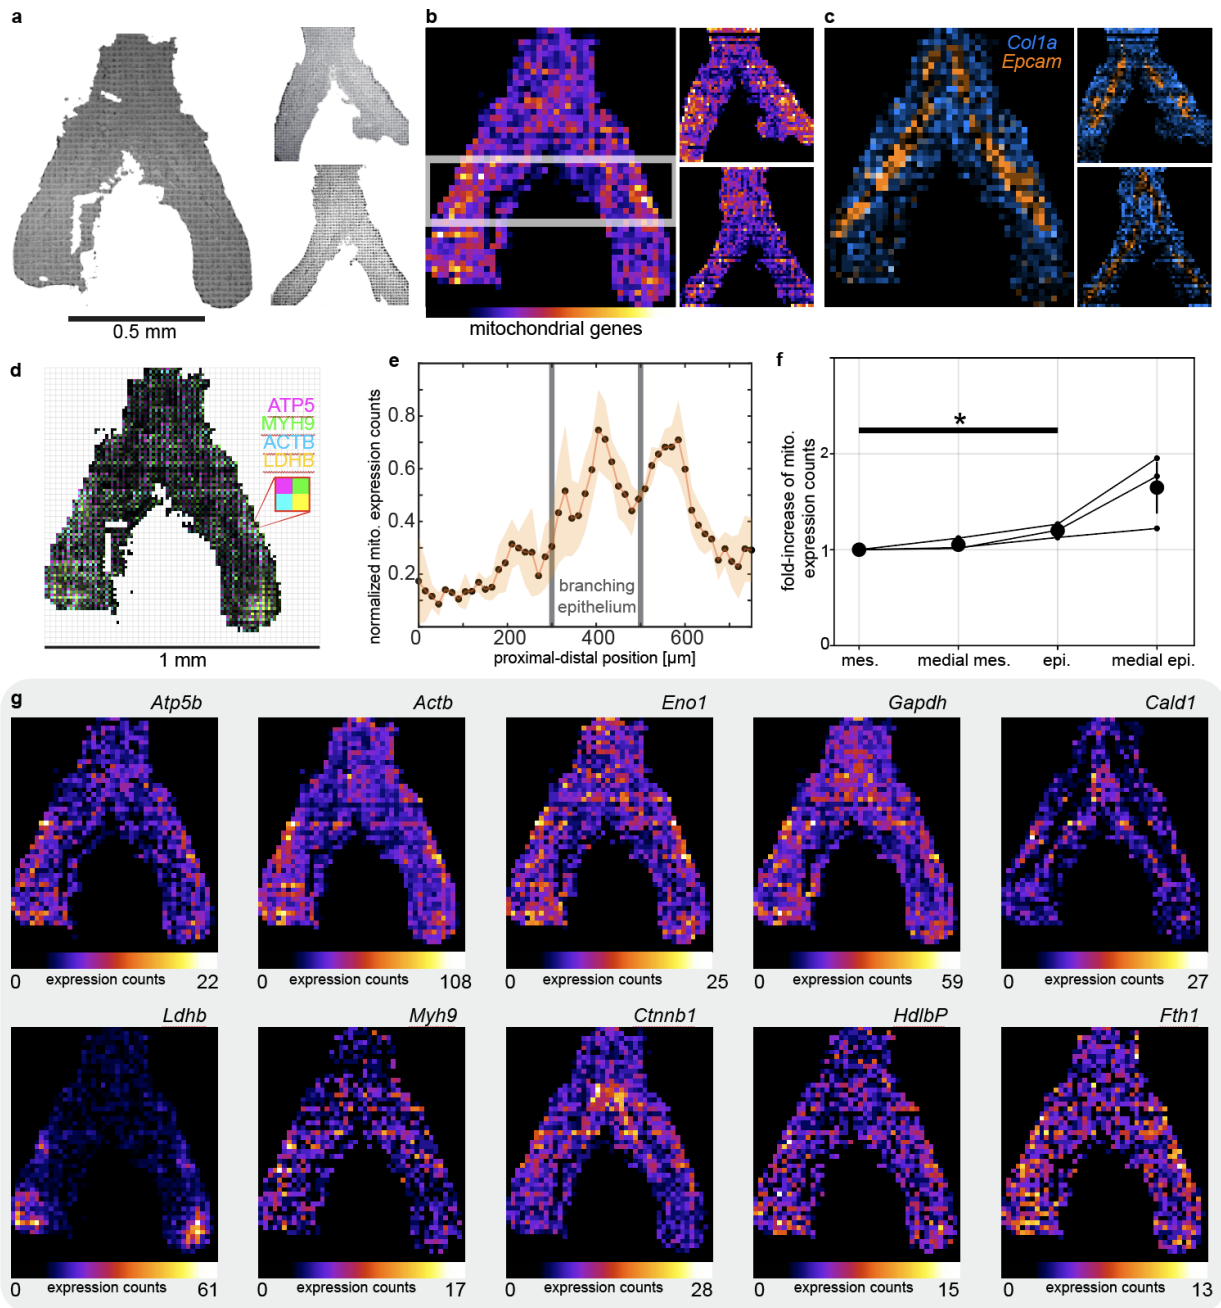 a
b
c
Col1a
Epcam
0.5 mm
mitochondrial genes
d
ATP5
MYH9
ACTB
LDHB
1 mm
e
normalized mito. expression counts
0.8
0.6
0.4
0.2
branching
epithelium
0
200
400
600
proximal-distal position [µm]
f
fold-increase of mito.
expression counts
*
2
1
0
mes.
medial mes.
epi.
medial epi.
g
Atp5b
Actb
Eno1
Gapdh
Cald1
0 expression counts 22
0 expression counts 108
0 expression counts 25
0 expression counts 59
0 expression counts 27
Ldhb
Myh9
Ctnnb1
HdlbP
Fth1
0 expression counts 61
0 expression counts 17
0 expression counts 28
0 expression counts 15
0 expression counts 13